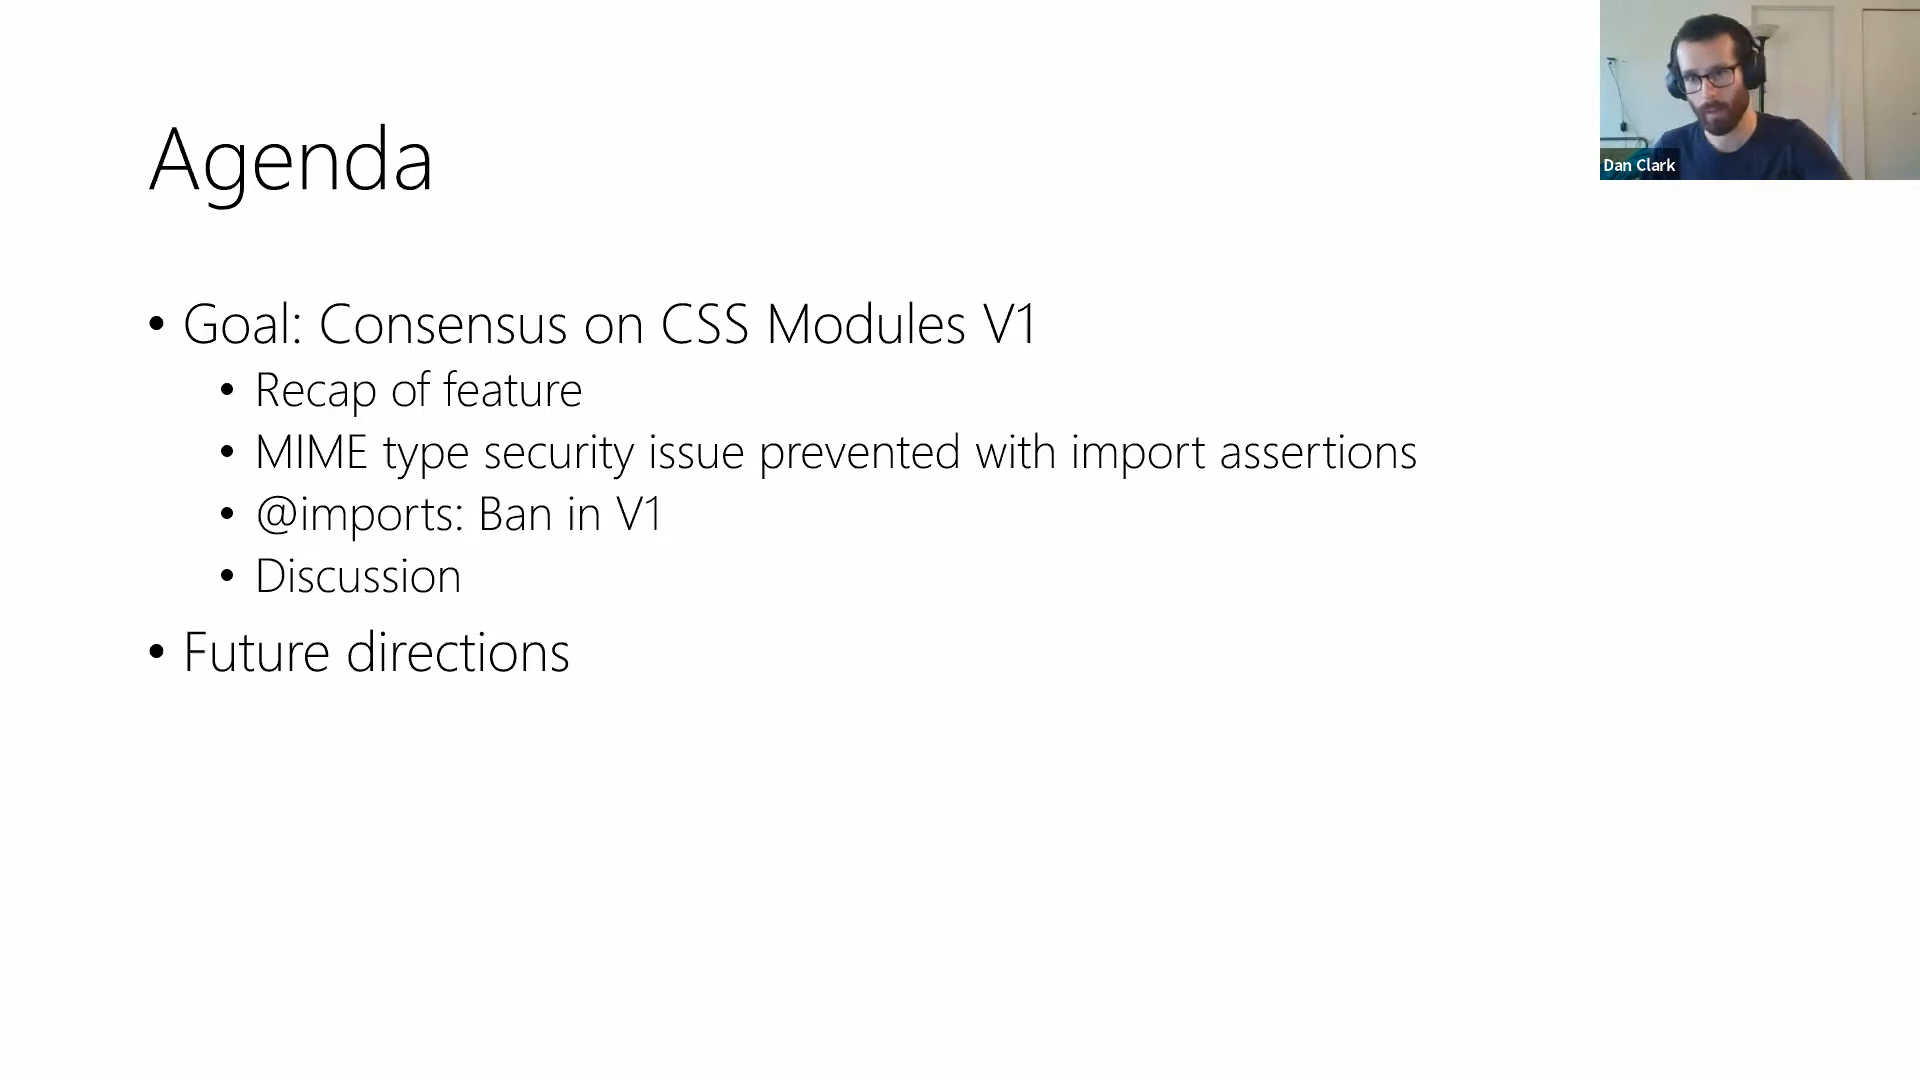 Agenda
• Goal: Consensus on CSS Modules V1
• Recap of feature
• MIME type security issue prevented with import assertions
• @imports: Ban in V1
• Discussion
• Future directions
Dan Clark